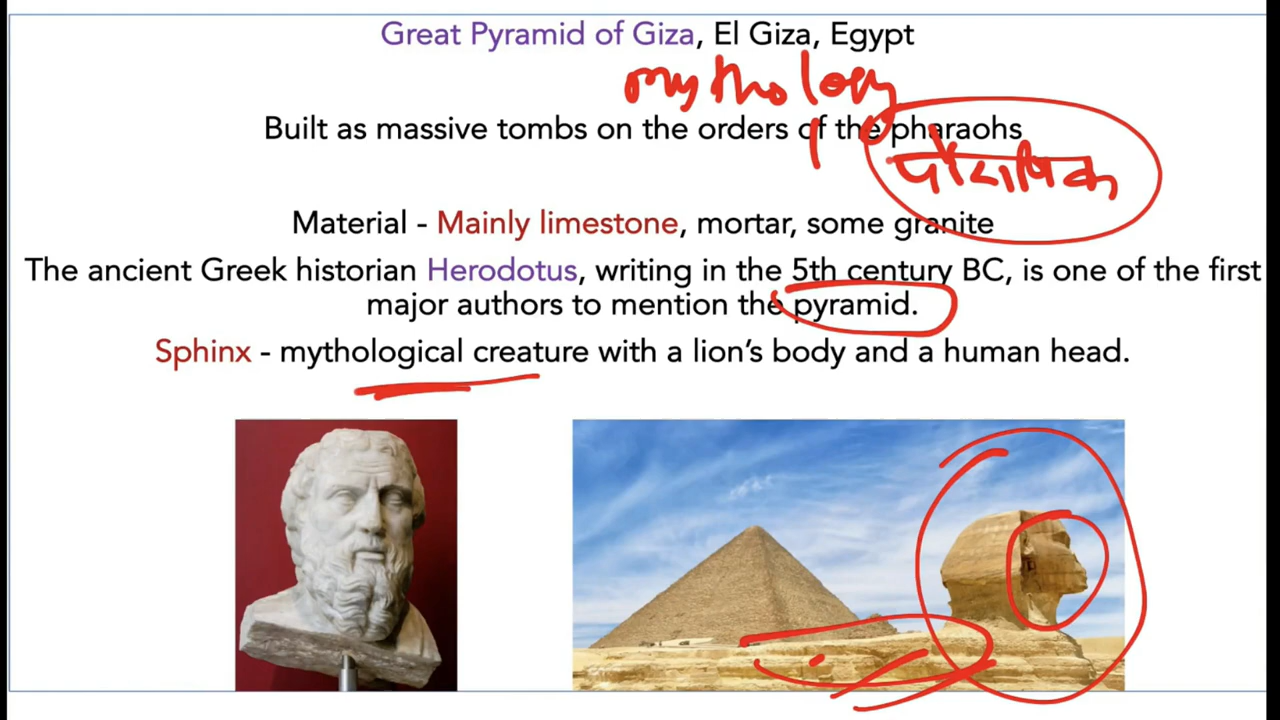 Great Pyramid of Giza, El Giza, Egypt
mythology
Built as massive tombs on the orders of the pharaohs
पौराणिक
Material - Mainly limestone, mortar, some granite
The ancient Greek historian Herodotus, writing in the 5th century BC, is one of the first
major authors to mention the pyramid.
Sphinx - mythological creature with a lion's body and a human head.